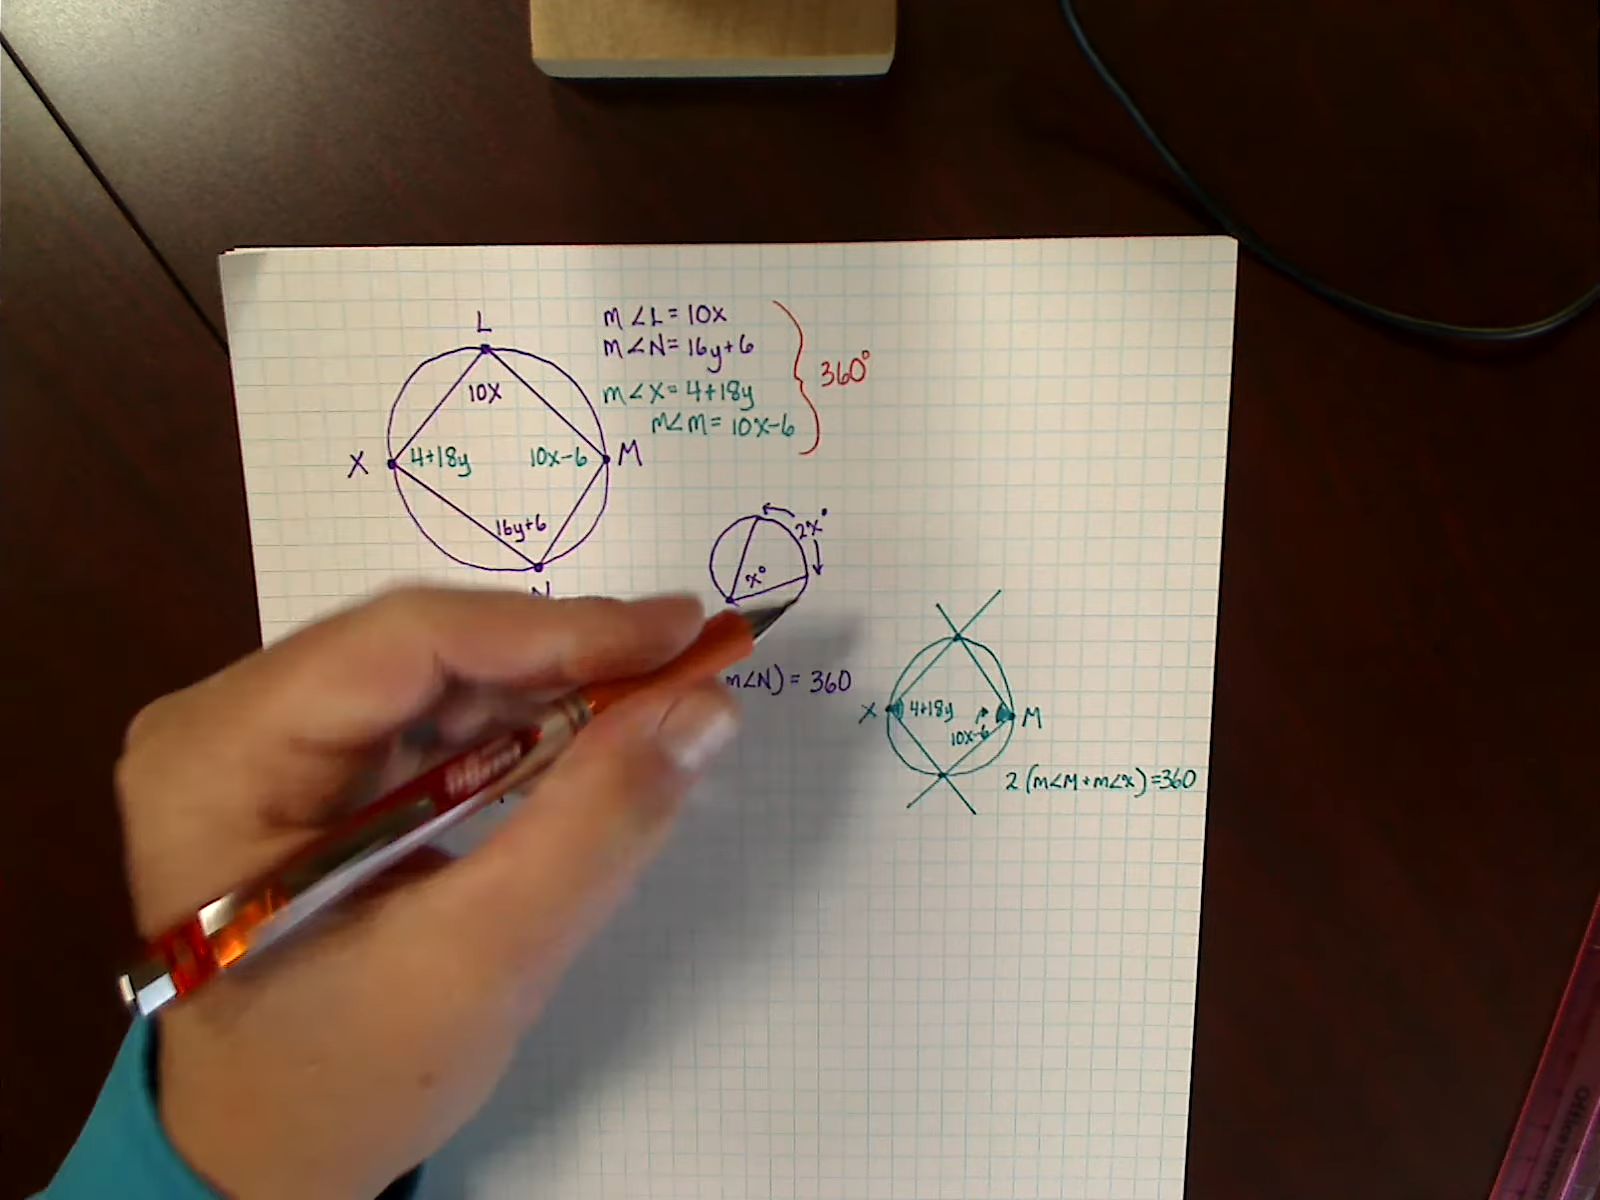 L
m∠L = 10x
m∠N = 16y+6
360°
10x
m∠x = 4+18y
m∠M = 10x-6
X
4+18y
10x-6
M
16y+6
2x°
x°
N
m∠N) = 360
X
4+18y
M
10x-6
2 (m∠M + m∠x) = 360